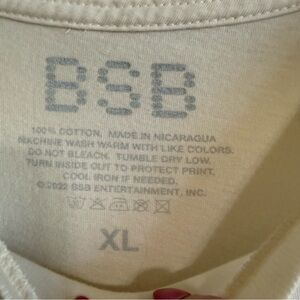 BSB
100% COTTON. MADE IN NICARAGUA
MACHINE WASH WARM WITH LIKE COLORS.
DO NOT BLEACH. TUMBLE DRY LOW.
TURN INSIDE OUT TO PROTECT PRINT.
COOL IRON IF NEEDED.
©2022 BSB ENTERTAINMENT, INC.
XL